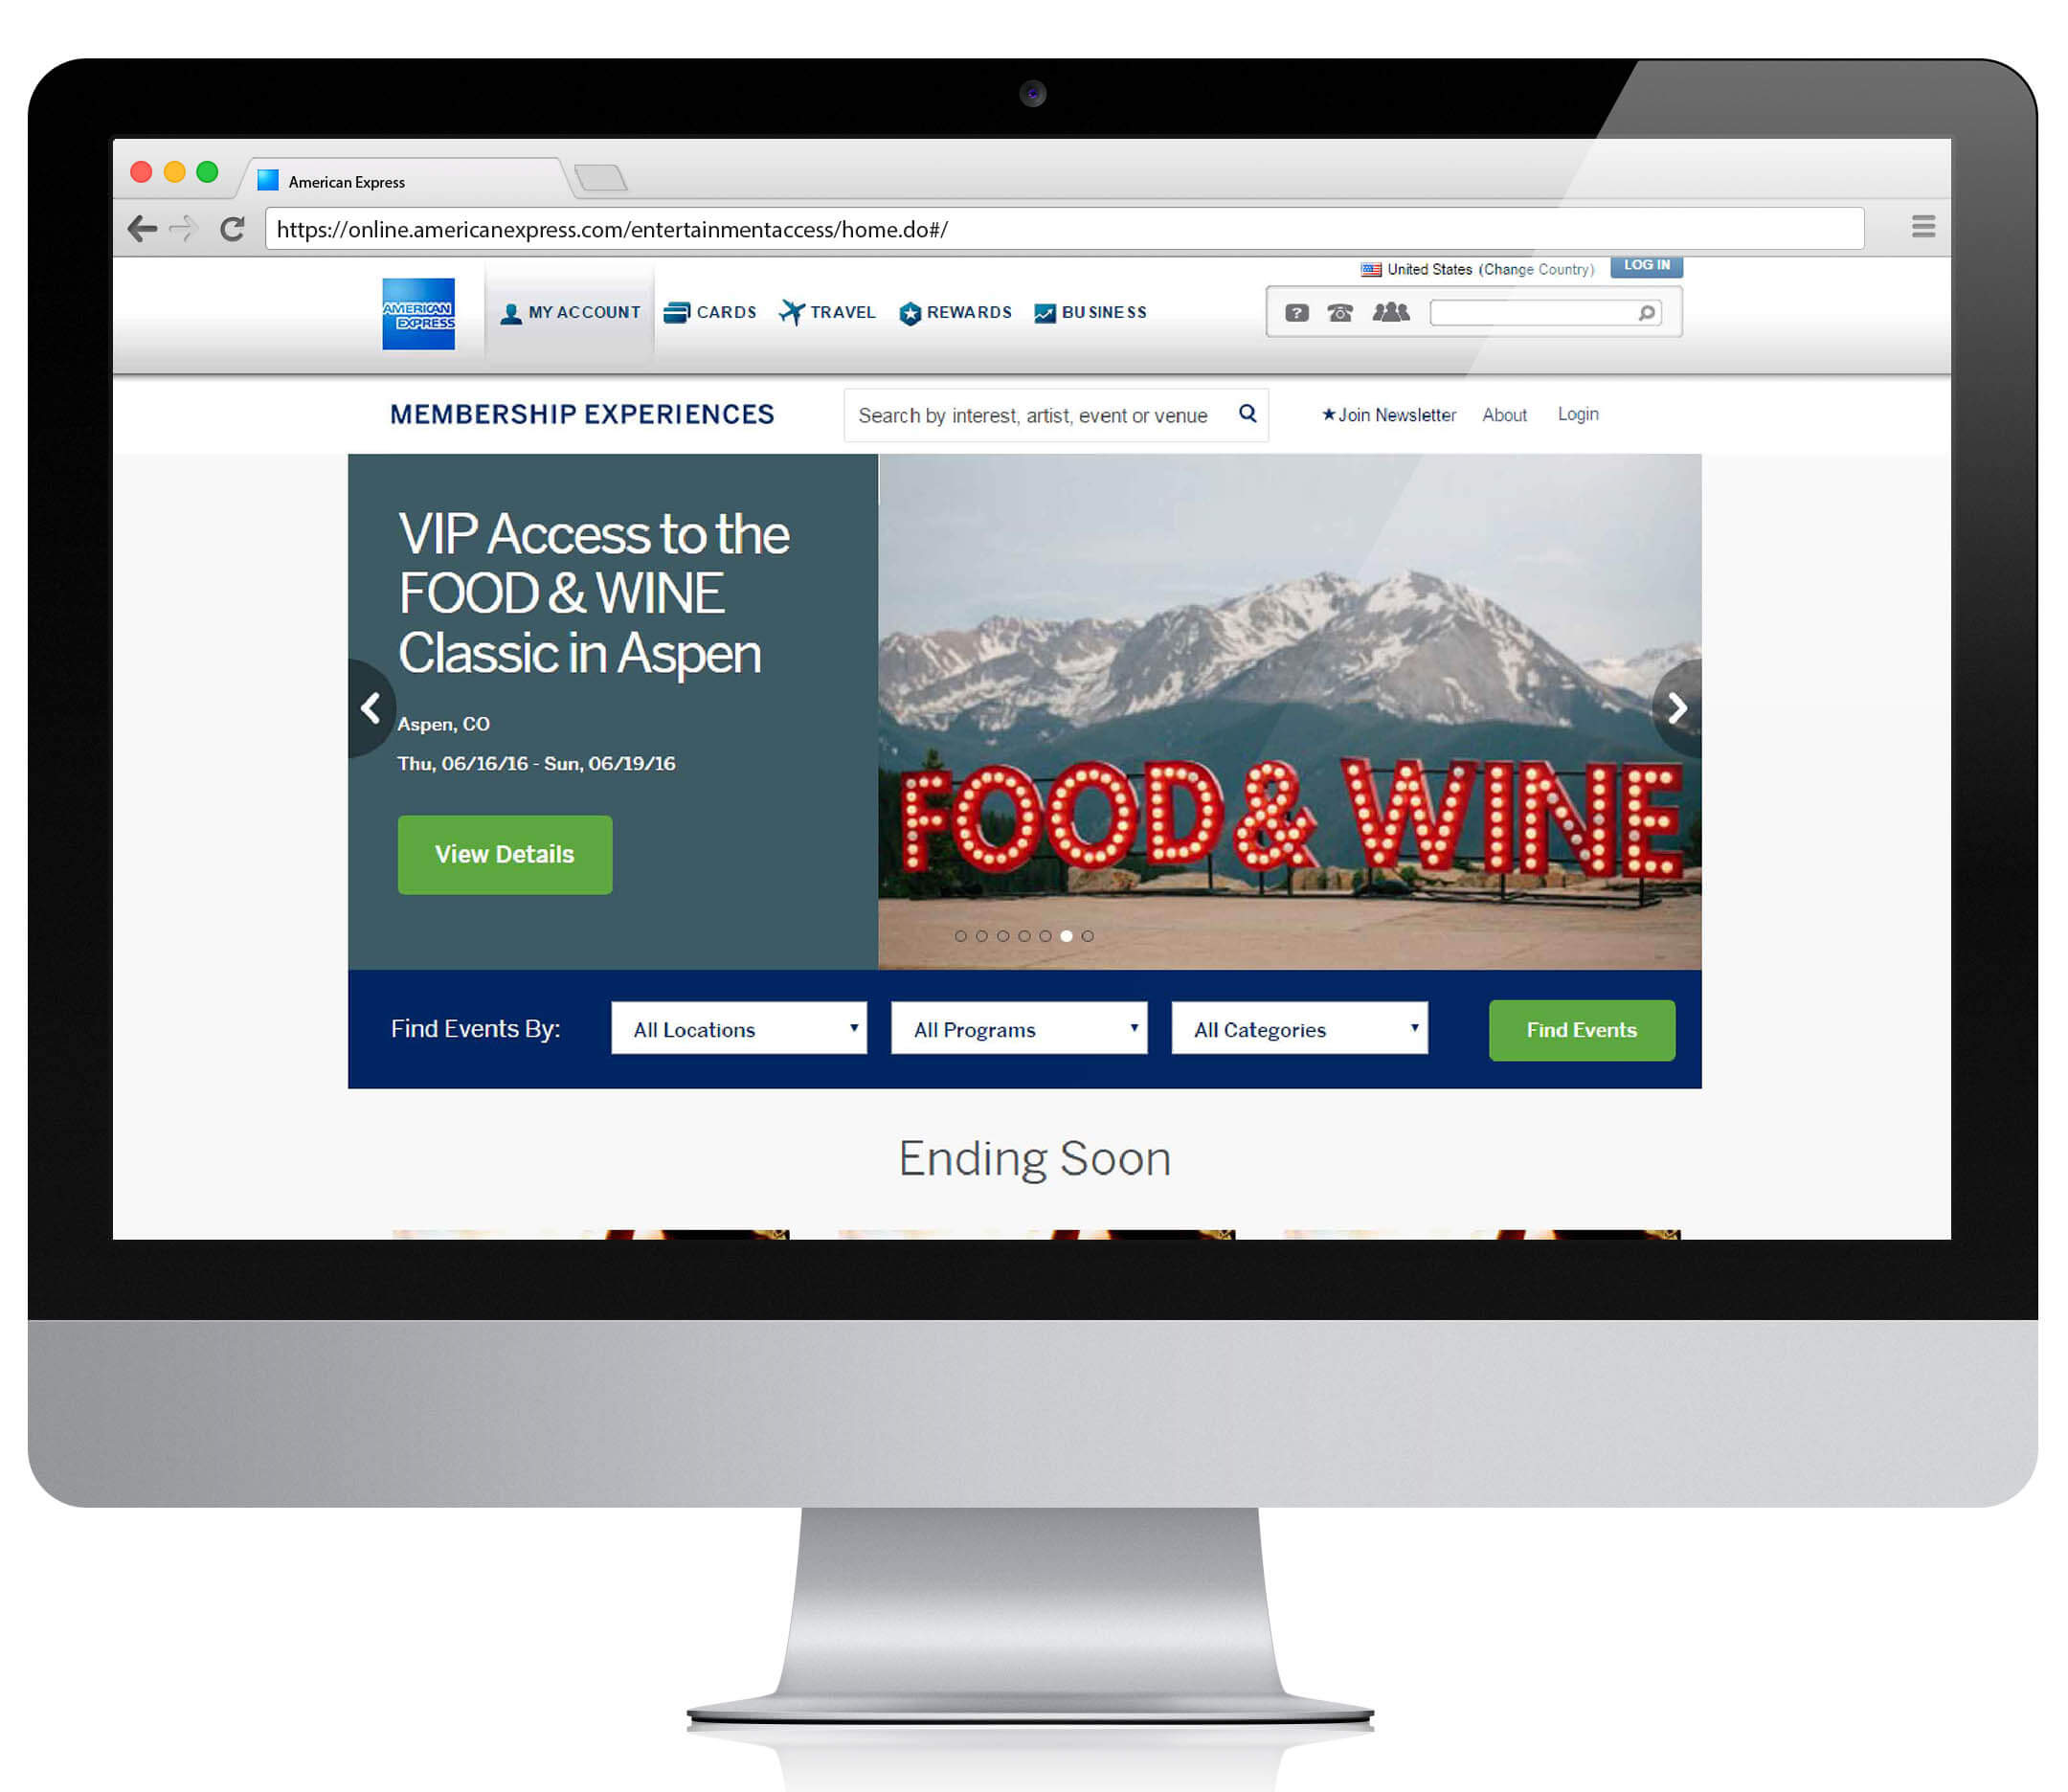 American Express
https://online.americanexpress.com/entertainmentaccess/home.do#/
United States (Change Country)
LOG IN
AMERICAN
EXPRESS
MY ACCOUNT
CARDS
TRAVEL
REWARDS
BUSINESS
?
MEMBERSHIP EXPERIENCES
Search by interest, artist, event or venue
★Join Newsletter
About
Login
VIP Access to the
FOOD & WINE
Classic in Aspen
Aspen, CO
Thu, 06/16/16 - Sun, 06/19/16
View Details
FOOD & WINE
Find Events By:
All Locations
All Programs
All Categories
Find Events
Ending Soon